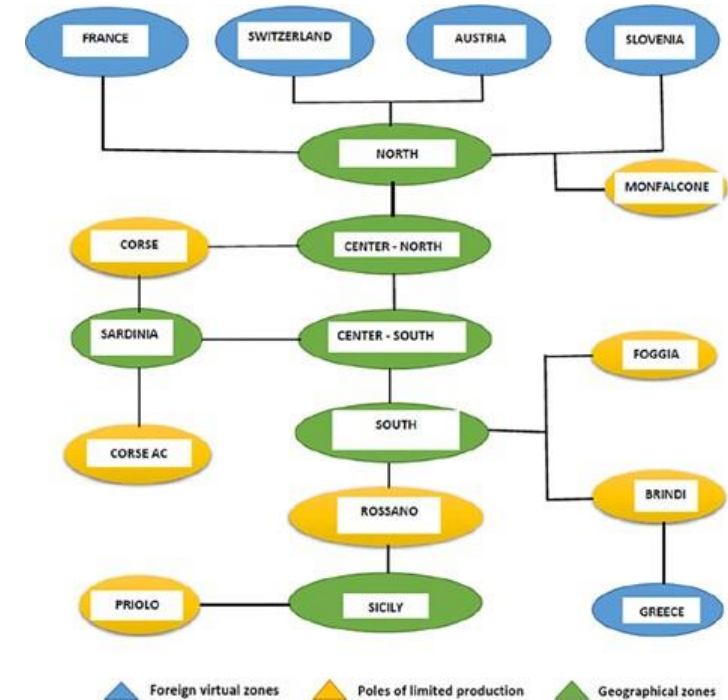 FRANCE
SWITZERLAND
AUSTRIA
SLOVENIA
NORTH
MONFALCONE
CORSE
CENTER - NORTH
SARDINIA
CENTER - SOUTH
FOGGIA
CORSE AC
SOUTH
BRINDI
ROSSANO
PRIOLO
SICILY
GREECE
Foreign virtual zones
Poles of limited production
Geographical zones